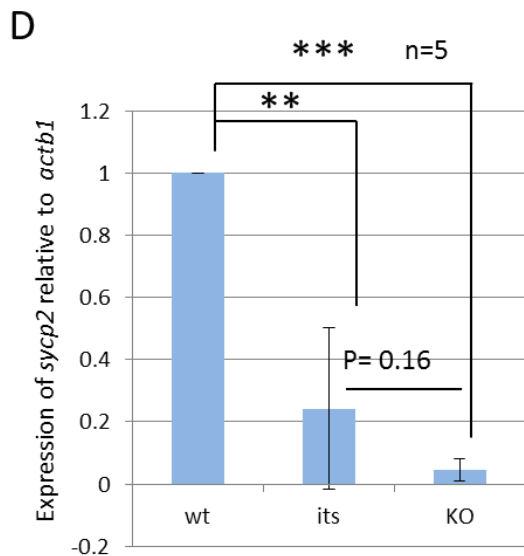 D
*** n=5
**
Expression of sycp2 relative to actb1
1.2
1
0.8
0.6
0.4
0.2
0
-0.2
P= 0.16
wt its KO